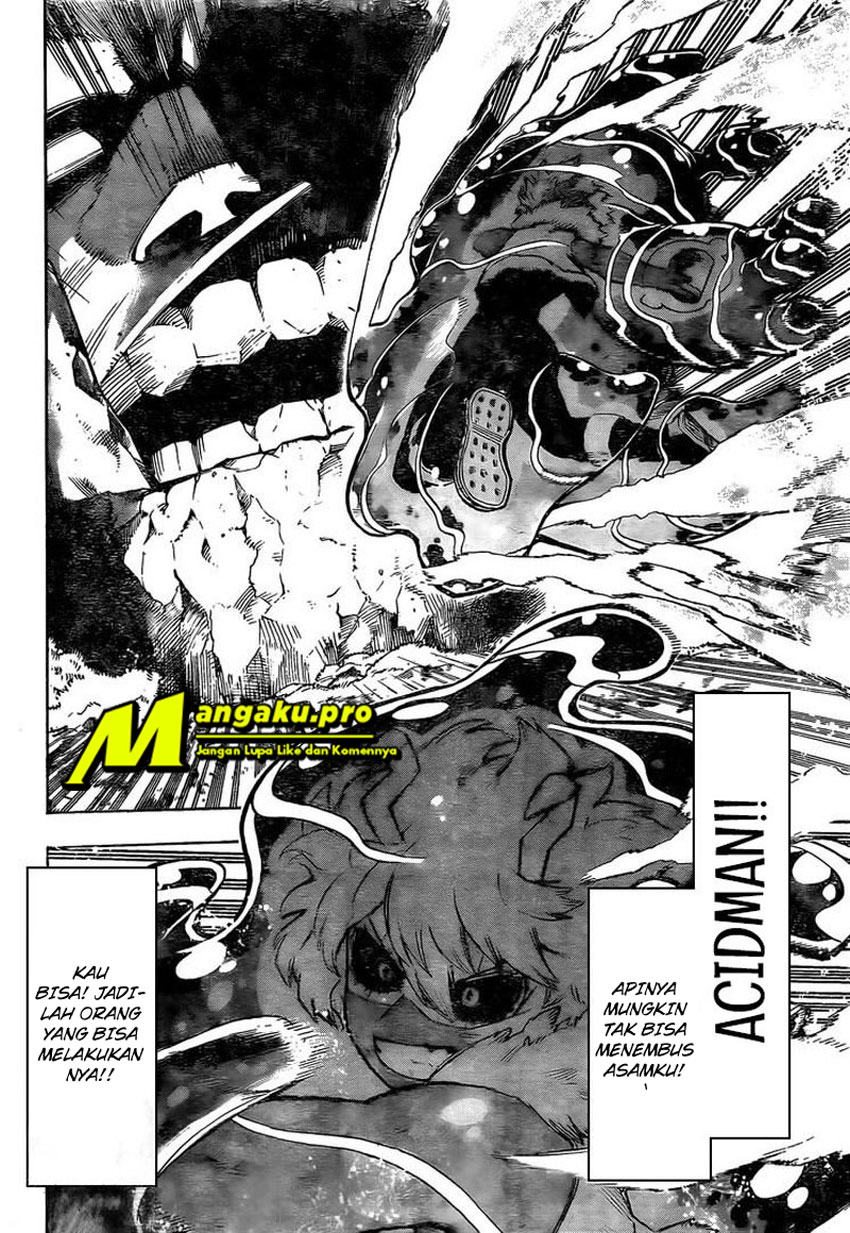 Mangaku.pro
Jangan Lupa Like dan Komennya
ACIDMAN!!
APINYA
MUNGKIN
TAK BISA
MENEMBUS
ASAMKU!
KAU
BISA! JADI-
LAH ORANG
YANG BISA
MELAKUKAN
NYA!!